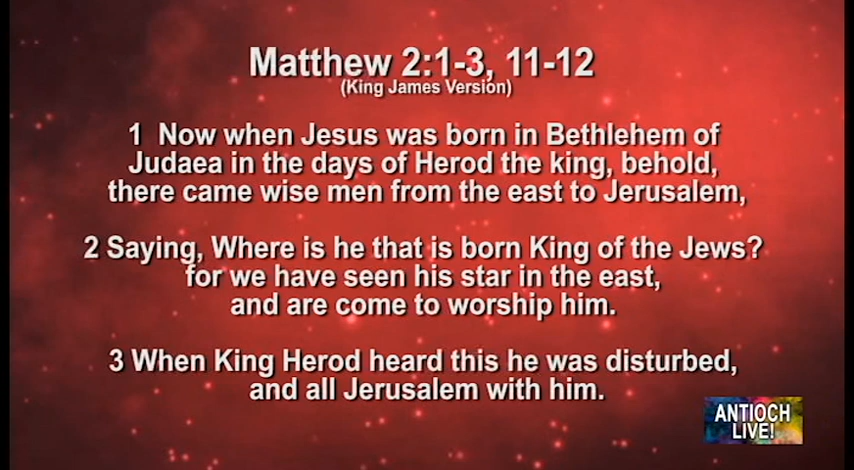 Matthew 2:1-3, 11-12
(King James Version)
1 Now when Jesus was born in Bethlehem of
Judaea in the days of Herod the king, behold,
there came wise men from the east to Jerusalem,
2 Saying, Where is he that is born King of the Jews?
for we have seen his star in the east,
and are come to worship him.
3 When King Herod heard this he was disturbed,
and all Jerusalem with him.
ANTIOCH
LIVE!